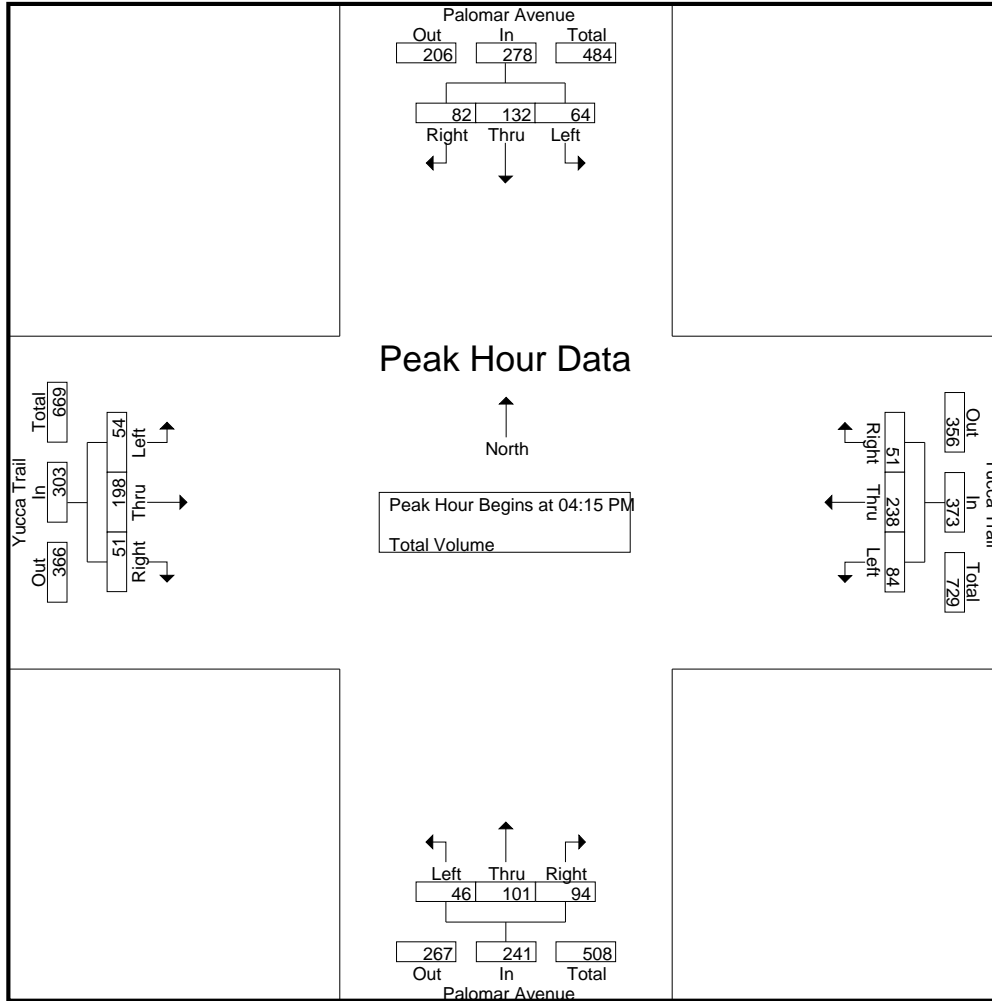 Palomar Avenue
Out In Total
206 278 484
82 132 64
Right Thru Left
Peak Hour Data
North
Peak Hour Begins at 04:15 PM
Total Volume
Yucca Trail
Total In Out
669 303 366
54 198 51
Left Thru Right
Right Thru Left
51 238 84
Out In Total
356 373 729
Yucca Trail
Left Thru Right
46 101 94
267 241 508
Out In Total
Palomar Avenue